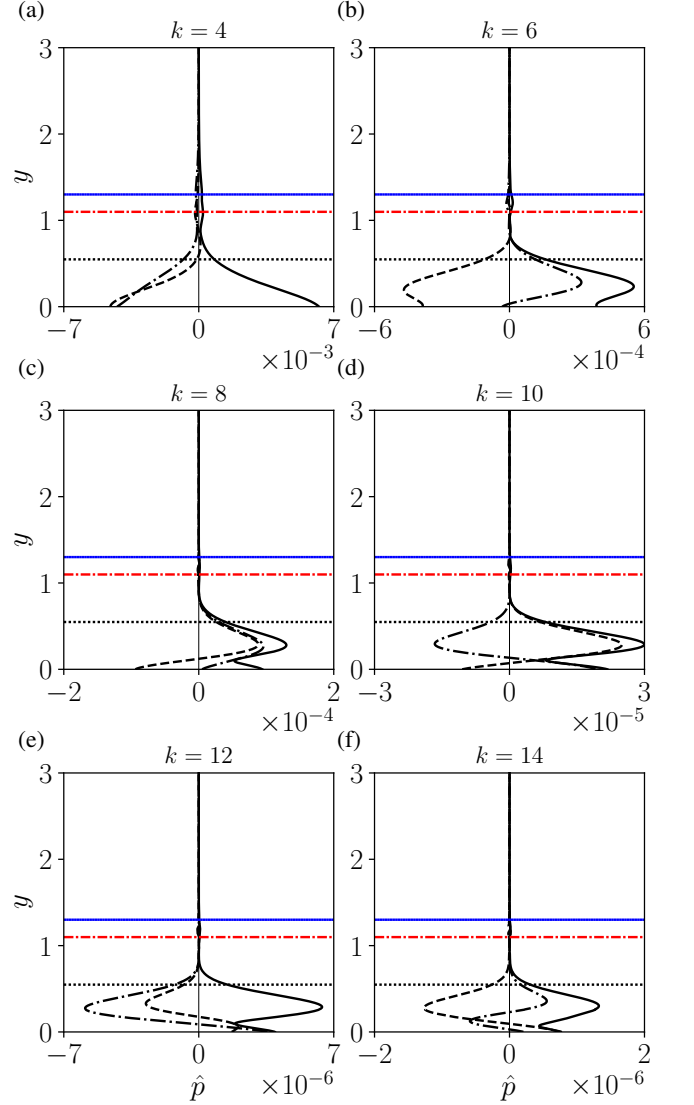 (a) (b)
k = 4 k = 6
3 3
2 2
y
1 1
0 0
-7 0 7 -6 0 6
×10⁻³ ×10⁻⁴
(c) (d)
k = 8 k = 10
3 3
2 2
y
1 1
0 0
-2 0 2 -3 0 3
×10⁻⁴ ×10⁻⁵
(e) (f)
k = 12 k = 14
3 3
2 2
y
1 1
0 0
-7 0 7 -2 0 2
p̂ ×10⁻⁶ p̂ ×10⁻⁶